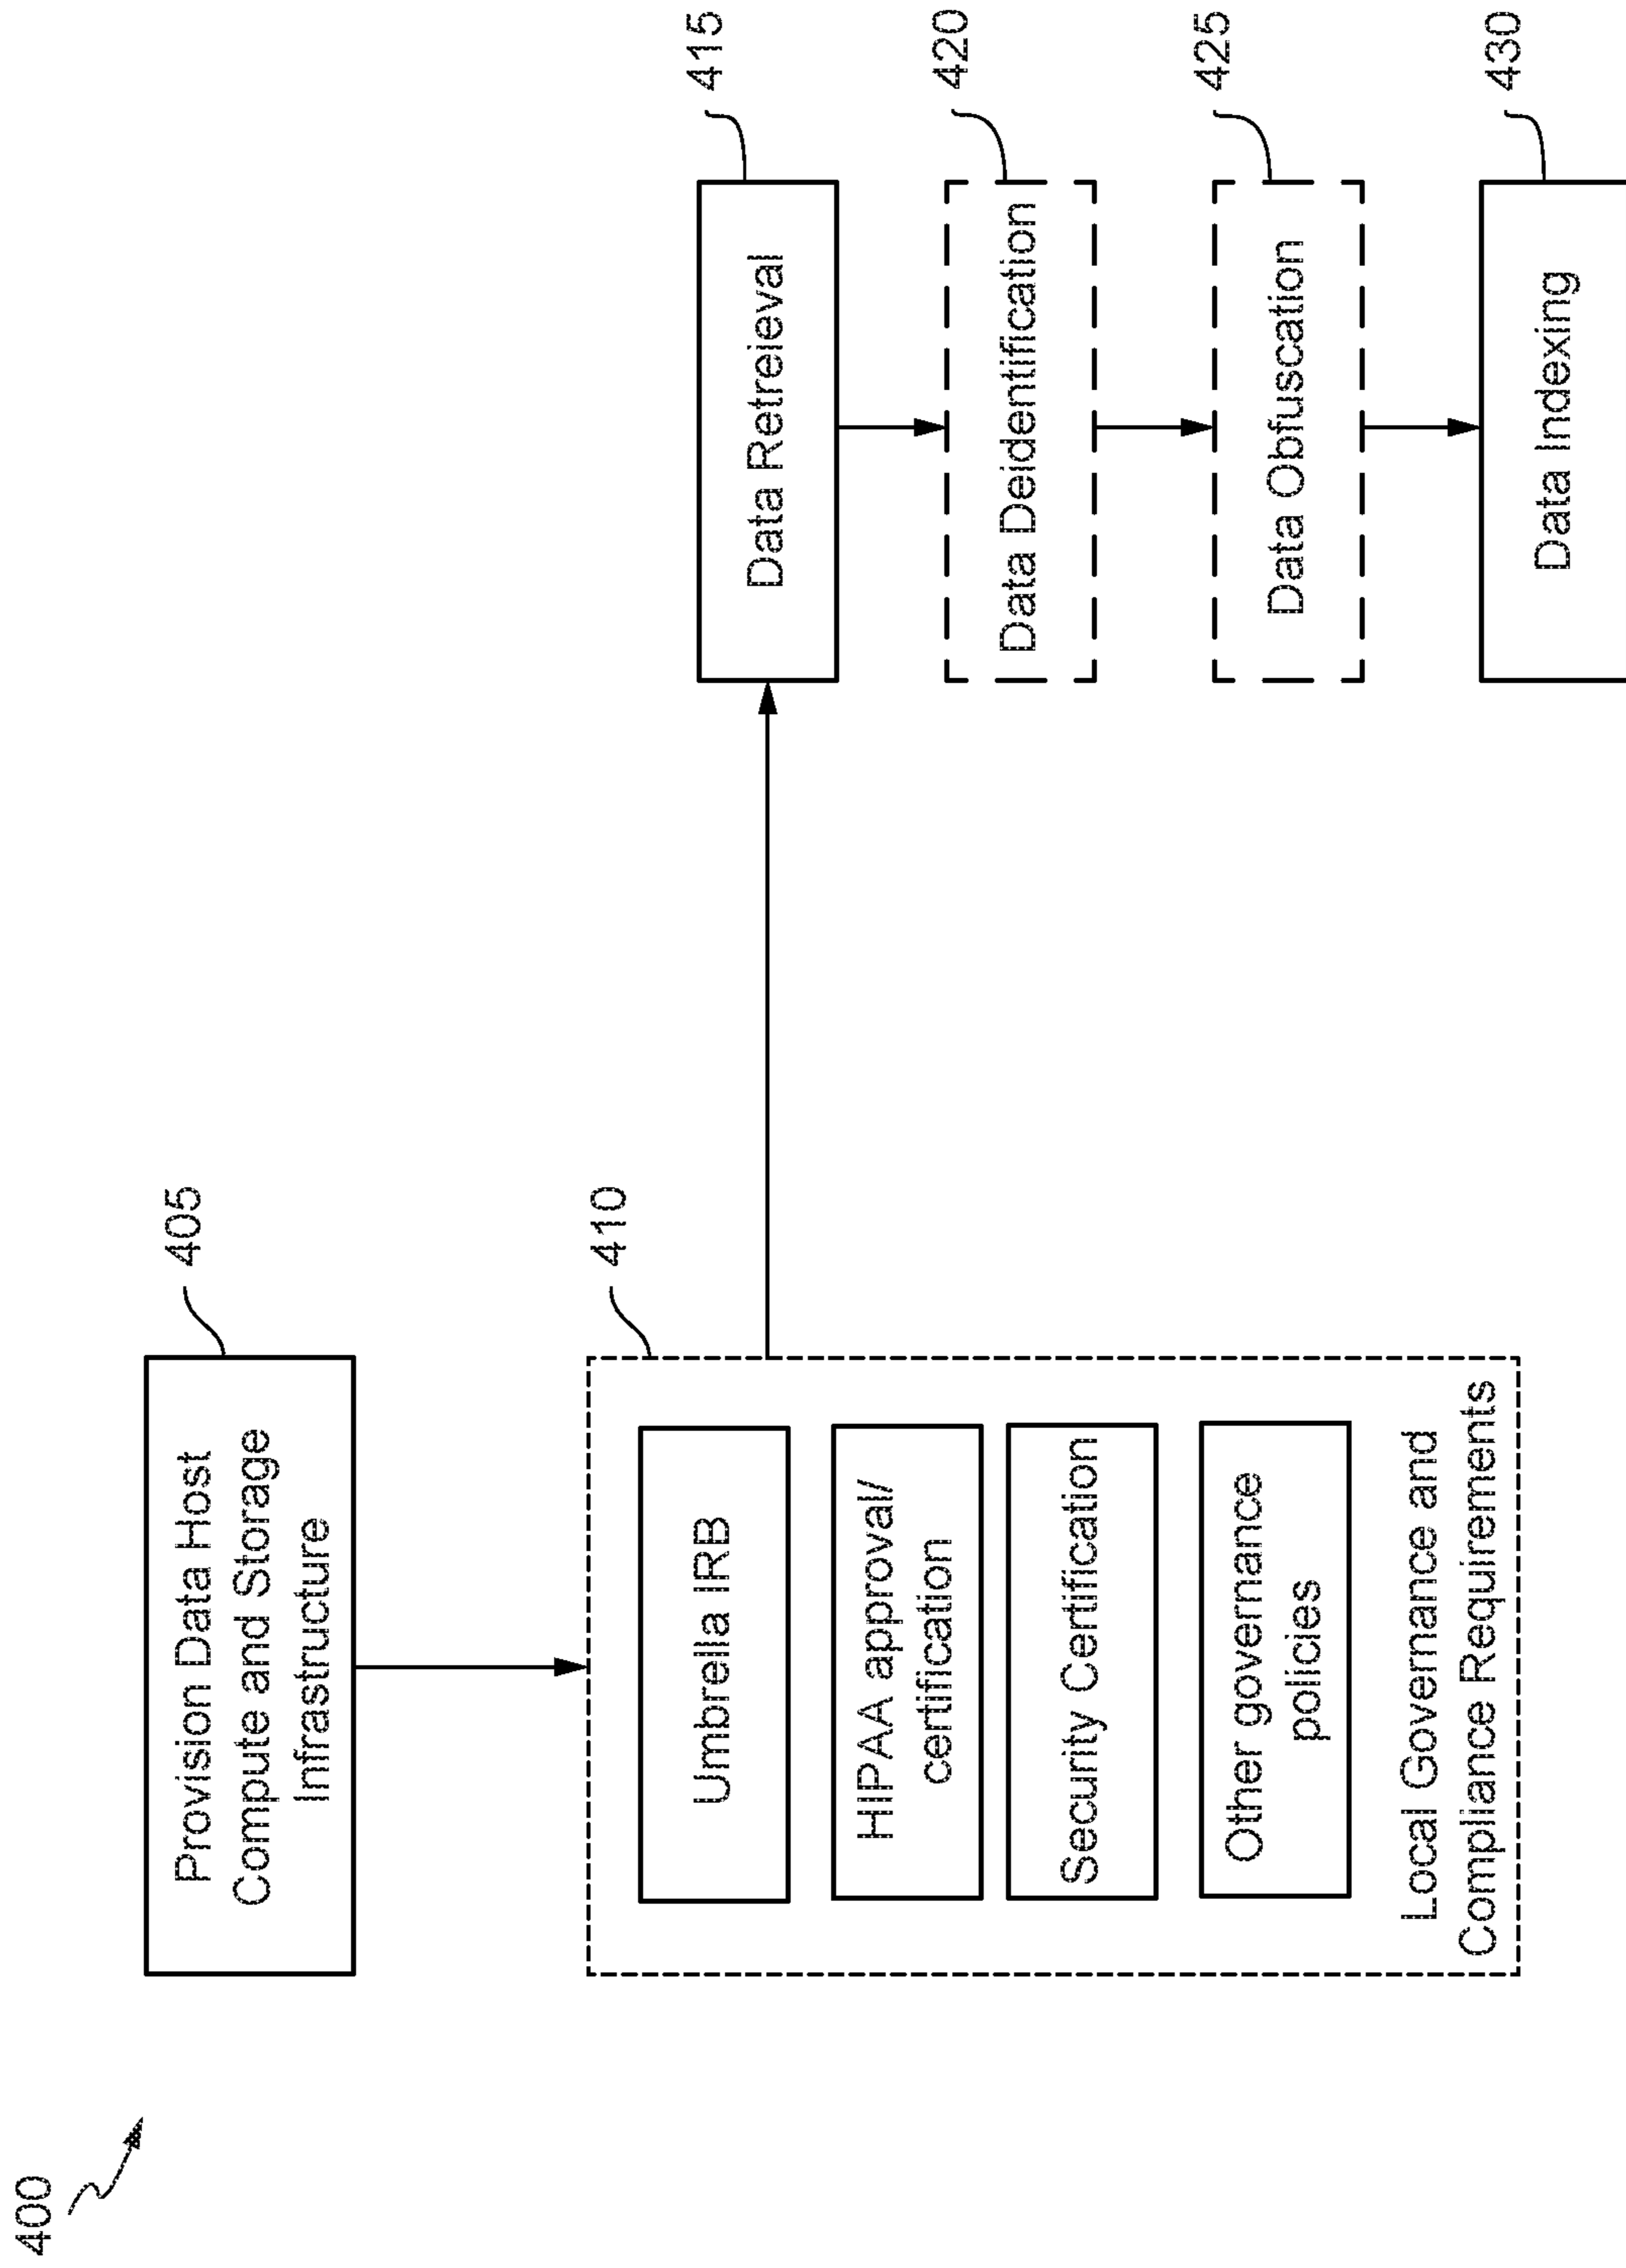 400
405
Provision Data Host
Compute and Storage
Infrastructure
410
Umbrella IRB
HIPAA approval/
certification
Security Certification
Other governance
policies
Local Governance and
Compliance Requirements
415
Data Retreieval
420
Data Deidentification
425
Data Obfuscation
430
Data Indexing